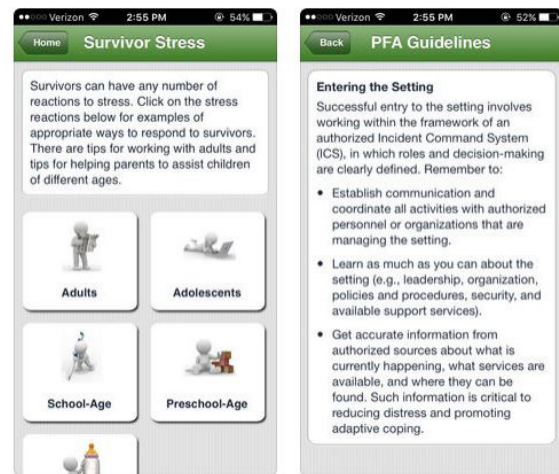 Verizon 2:55 PM 54%
Home Survivor Stress
Survivors can have any number of
reactions to stress. Click on the stress
reactions below for examples of
appropriate ways to respond to survivors.
There are tips for working with adults and
tips for helping parents to assist children
of different ages.
Adults Adolescents
School-Age Preschool-Age
Verizon 2:55 PM 52%
Back PFA Guidelines
Entering the Setting
Successful entry to the setting involves
working within the framework of an
authorized Incident Command System
(ICS), in which roles and decision-making
are clearly defined. Remember to:
• Establish communication and
coordinate all activities with authorized
personnel or organizations that are
managing the setting.
• Learn as much as you can about the
setting (e.g., leadership, organization,
policies and procedures, security, and
available support services).
• Get accurate information from
authorized sources about what is
currently happening, what services are
available, and where they can be
found. Such information is critical to
reducing distress and promoting
adaptive coping.